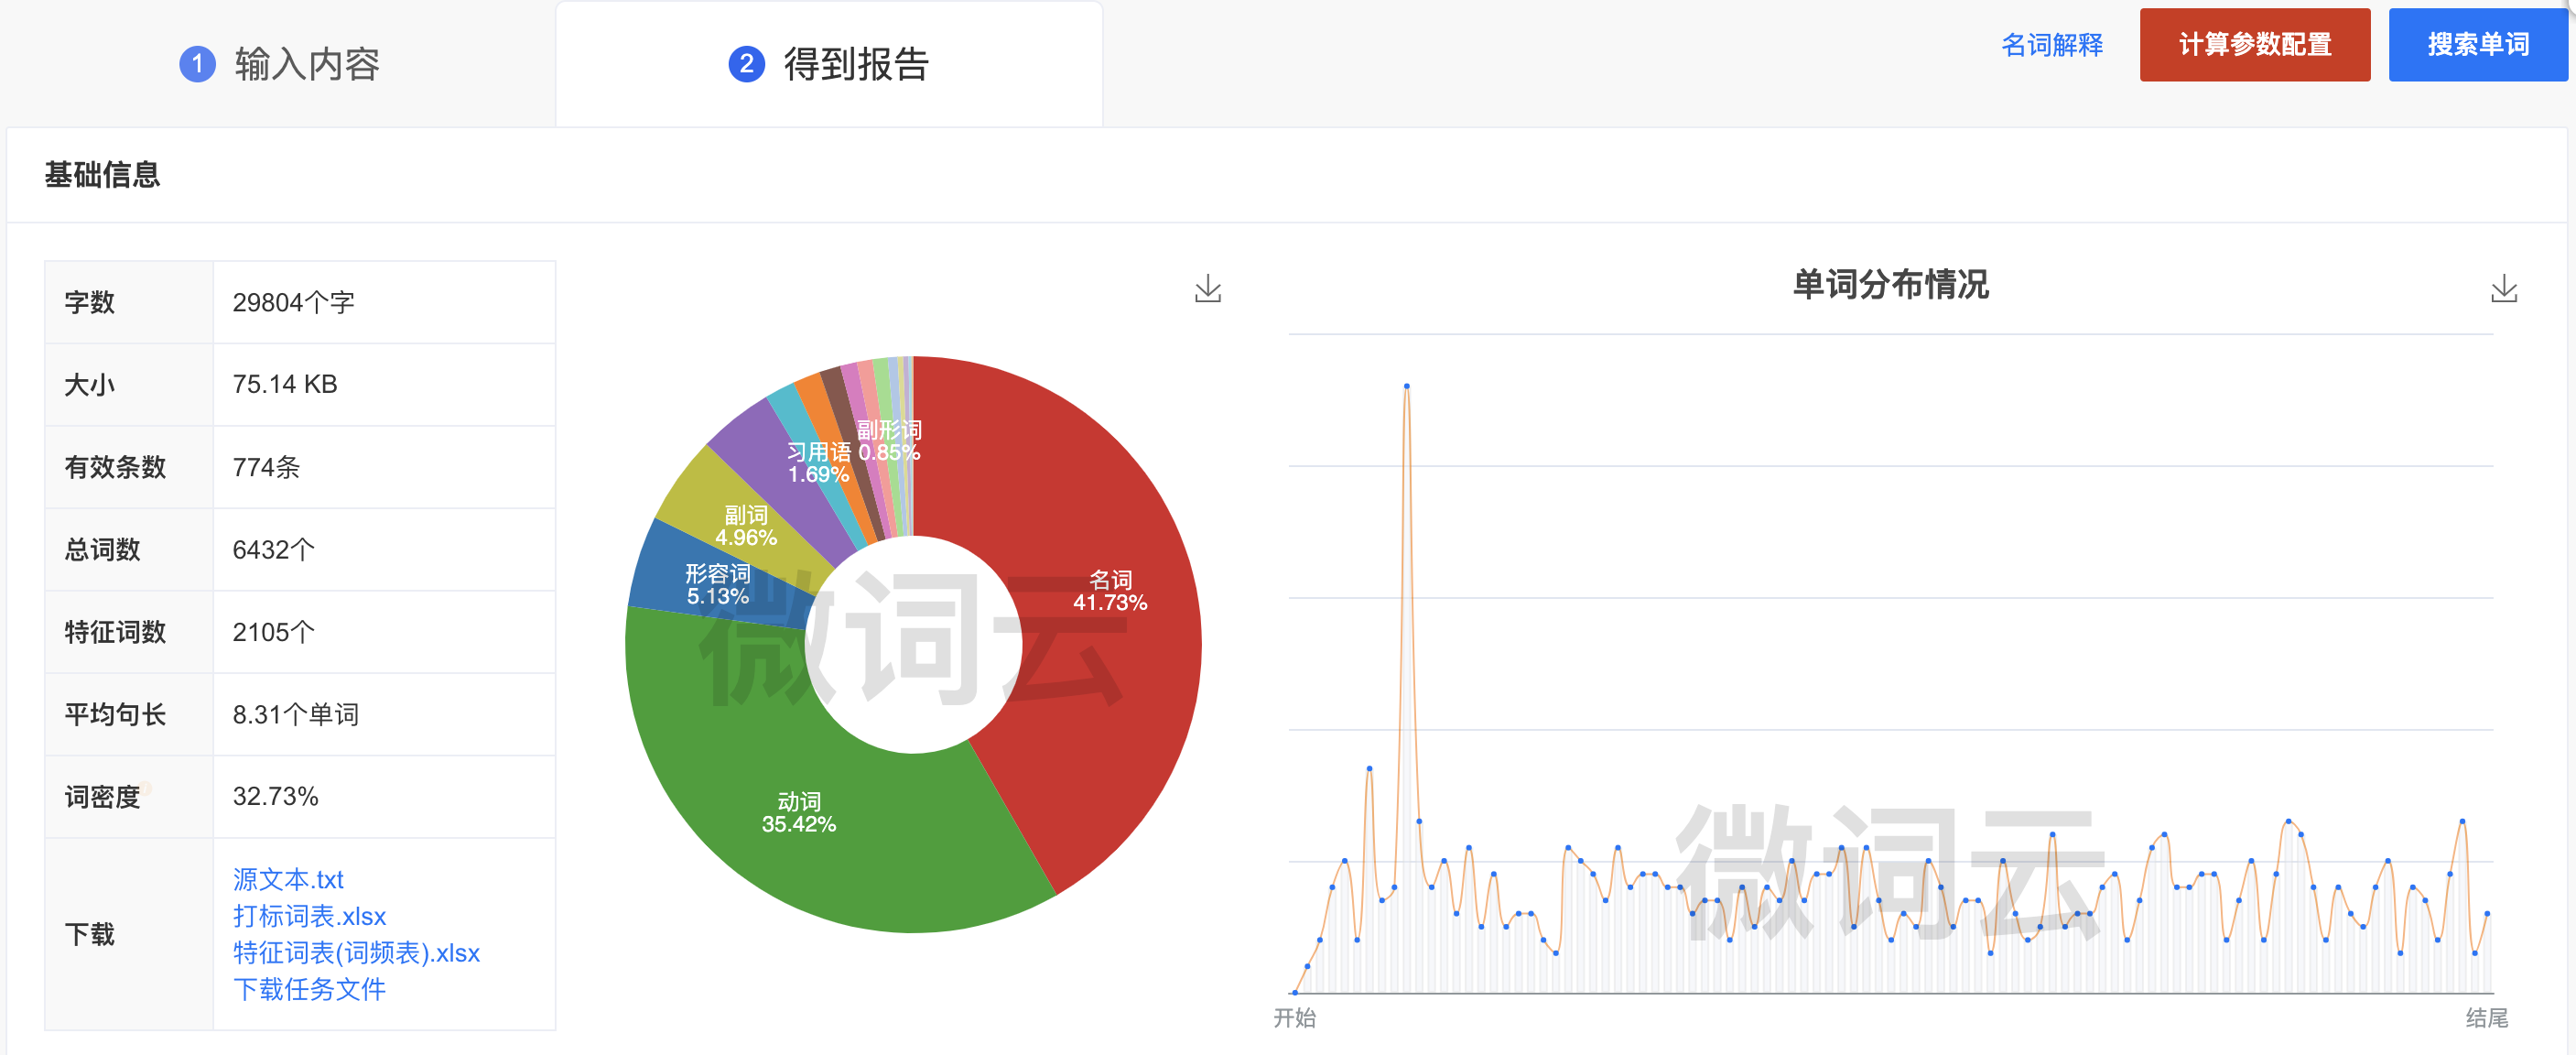 1 输入内容
2 得到报告
名词解释
计算参数配置
搜索单词
基础信息
字数 29804个字
大小 75.14 KB
有效条数 774条
总词数 6432个
特征词数 2105个
平均句长 8.31个单词
词密度 32.73%
下载
源文本.txt
打标词表.xlsx
特征词表(词频表).xlsx
下载任务文件
副形词
0.85%
习用语
1.69%
副词
4.96%
形容词
5.13%
名词
41.73%
动词
35.42%
微词云
单词分布情况
微词云
开始
结尾